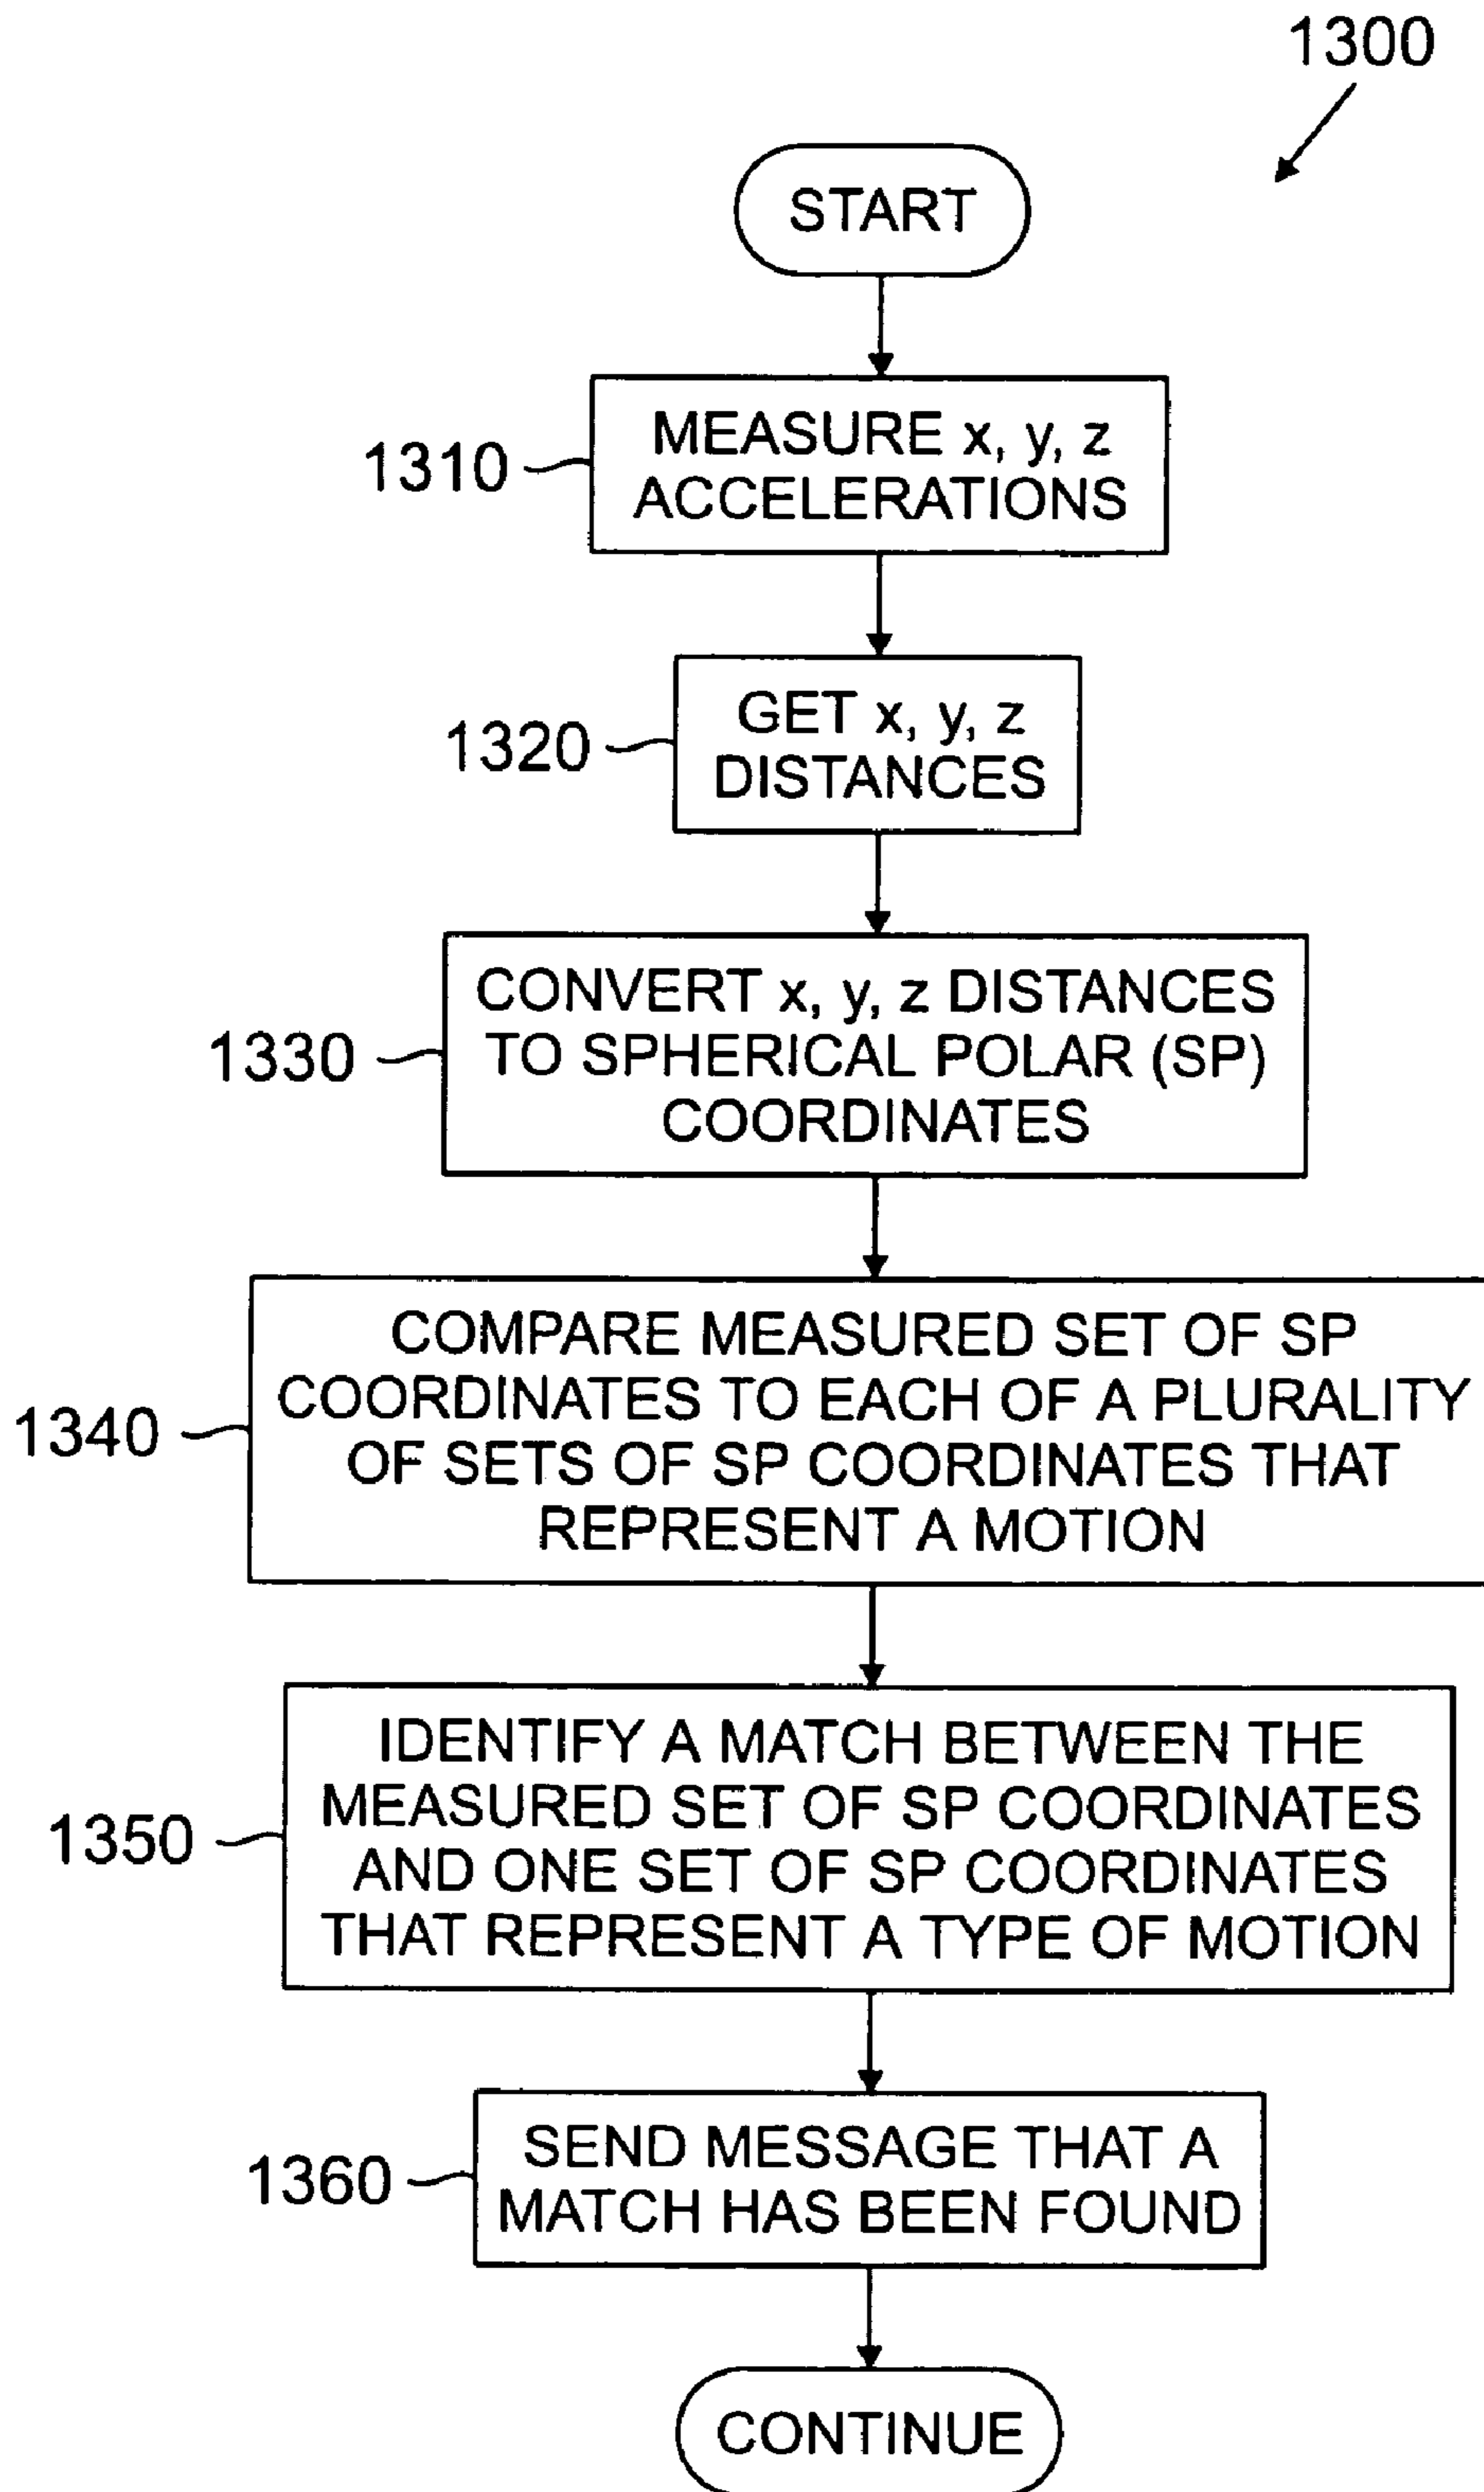 1300
START
1310
MEASURE x, y, z
ACCELERATIONS
1320
GET x, y, z
DISTANCES
1330
CONVERT x, y, z DISTANCES
TO SPHERICAL POLAR (SP)
COORDINATES
1340
COMPARE MEASURED SET OF SP
COORDINATES TO EACH OF A PLURALITY
OF SETS OF SP COORDINATES THAT
REPRESENT A MOTION
1350
IDENTIFY A MATCH BETWEEN THE
MEASURED SET OF SP COORDINATES
AND ONE SET OF SP COORDINATES
THAT REPRESENT A TYPE OF MOTION
1360
SEND MESSAGE THAT A
MATCH HAS BEEN FOUND
CONTINUE